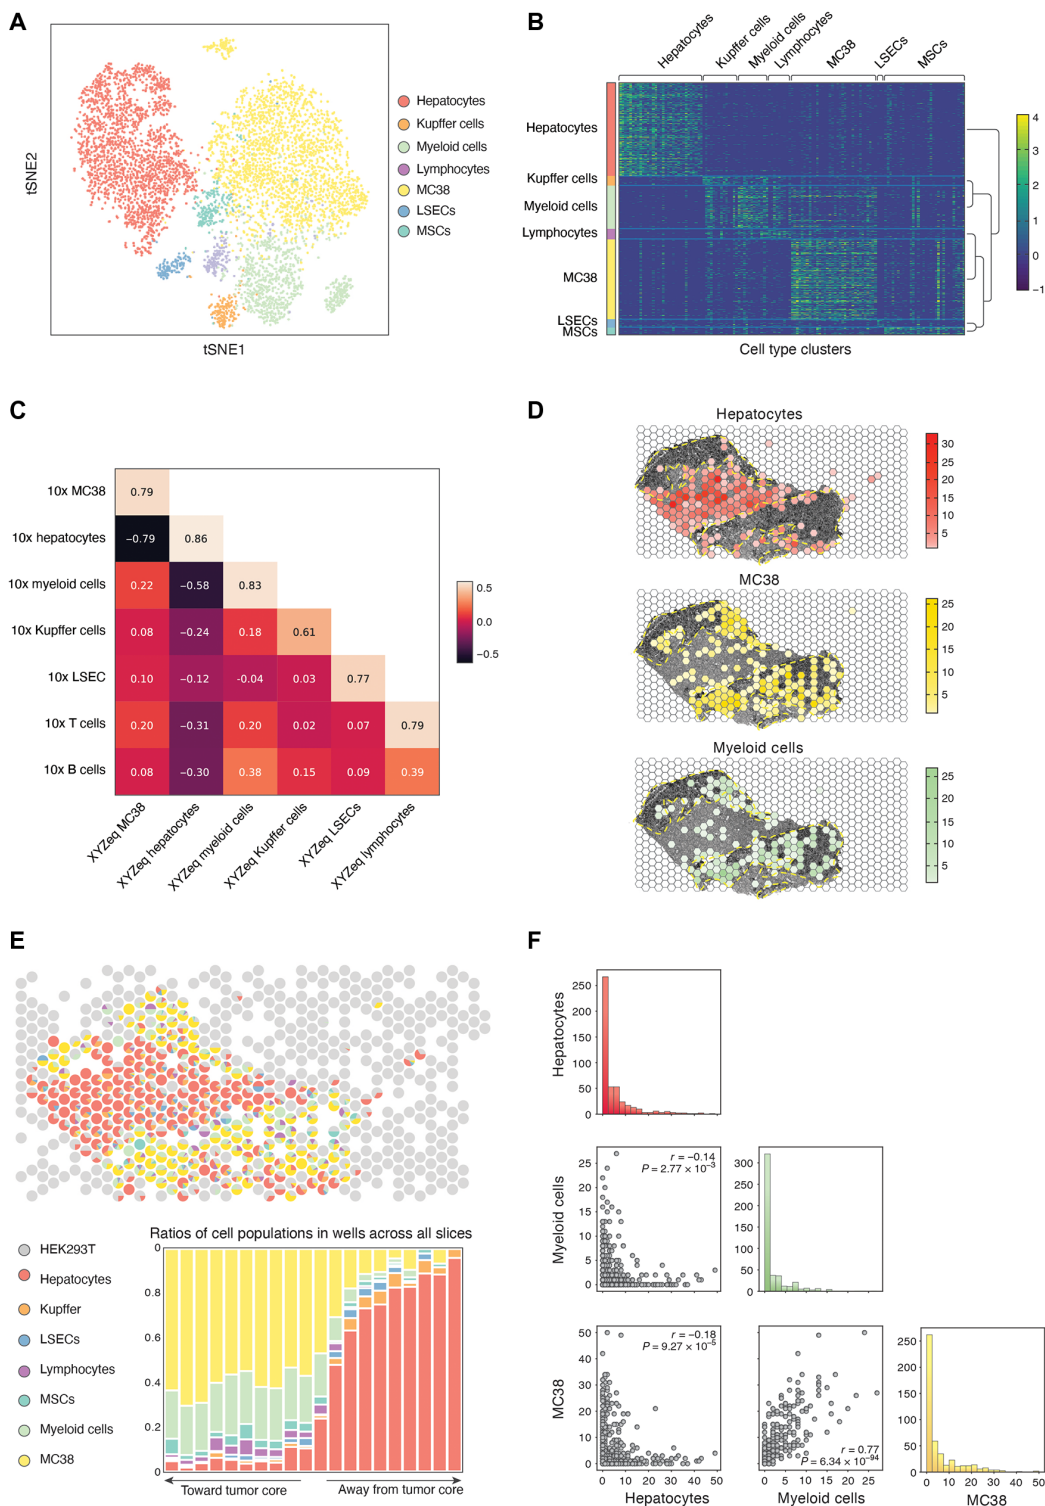 A
tSNE2
tSNE1
Hepatocytes
Kupffer cells
Myeloid cells
Lymphocytes
MC38
LSECs
MSCs
B
Hepatocytes
Kupffer cells
Myeloid cells
Lymphocytes
MC38
LSECs
MSCs
Hepatocytes
Kupffer cells
Myeloid cells
Lymphocytes
MC38
LSECs
MSCs
Cell type clusters
4
3
2
1
0
−1
C
10x MC38
10x hepatocytes
10x myeloid cells
10x Kupffer cells
10x LSEC
10x T cells
10x B cells
0.79
−0.79 0.86
0.22 −0.58 0.83
0.08 −0.24 0.18 0.61
0.10 −0.12 −0.04 0.03 0.77
0.20 −0.31 0.20 0.02 0.07 0.79
0.08 −0.30 0.38 0.15 0.09 0.39
XYZeq MC38
XYZeq hepatocytes
XYZeq myeloid cells
XYZeq Kupffer cells
XYZeq LSECs
XYZeq lymphocytes
0.5
0.0
−0.5
D
Hepatocytes
30
25
20
15
10
5
MC38
25
20
15
10
5
Myeloid cells
25
20
15
10
5
E
HEK293T
Hepatocytes
Kupffer
LSECs
Lymphocytes
MSCs
Myeloid cells
MC38
Ratios of cell populations in wells across all slices
0
0.8
0.6
0.4
0.2
0
Toward tumor core
Away from tumor core
F
Hepatocytes
250
200
150
100
50
0
Myeloid cells
25
20
15
10
5
0
r = −0.14
P = 2.77 × 10−3
300
250
200
150
100
50
0
MC38
50
40
30
20
10
0
r = −0.18
P = 9.27 × 10−5
r = 0.77
P = 6.34 × 10−94
250
200
150
100
50
0
0 10 20 30 40 50
Hepatocytes
0 5 10 15 20 25
Myeloid cells
0 10 20 30 40 50
MC38